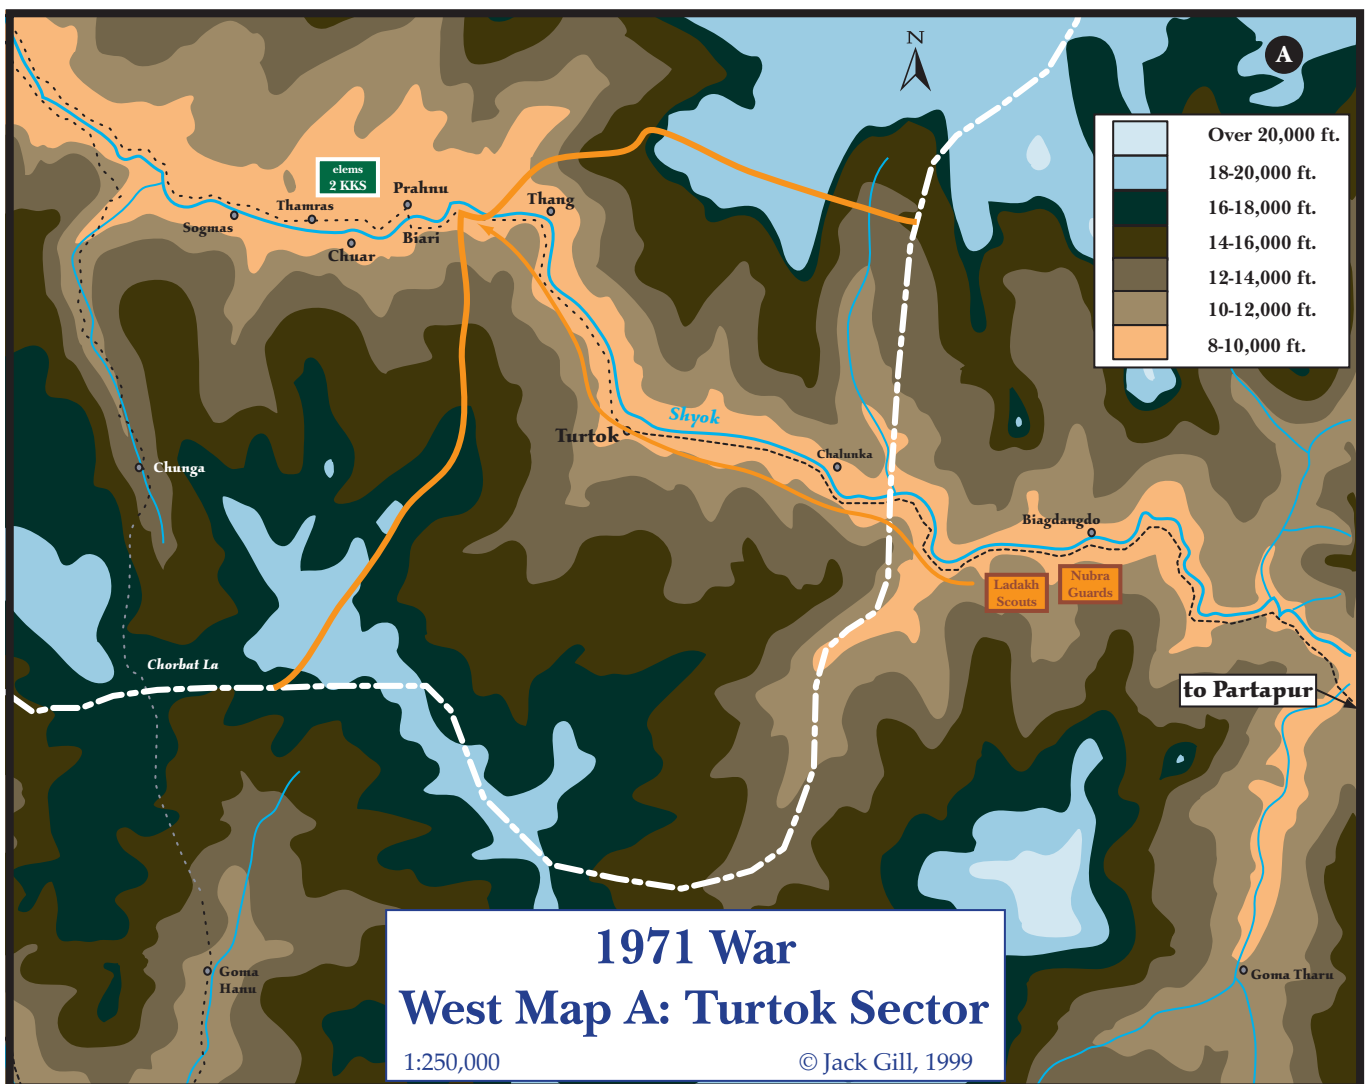 N
A
Over 20,000 ft.
18-20,000 ft.
16-18,000 ft.
14-16,000 ft.
12-14,000 ft.
10-12,000 ft.
8-10,000 ft.
elems
2 KKS
Prahnu
Thamras
Thang
Sogmas
Biari
Chuar
Shyok
Turtok
Chalunka
Chunga
Biagdangdo
Ladakh
Scouts
Nubra
Guards
Chorbat La
to Partapur
Goma
Hanu
Goma Tharu
1971 War
West Map A: Turtok Sector
1:250,000
© Jack Gill, 1999